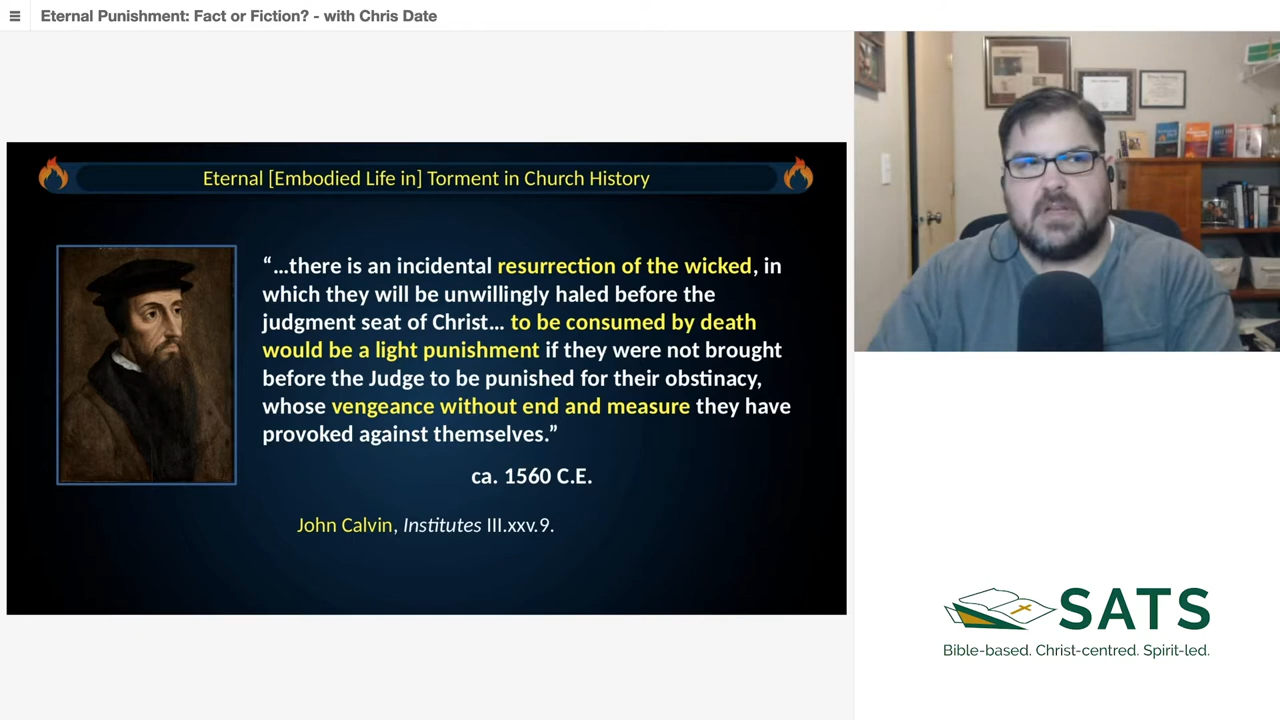 Eternal Punishment: Fact or Fiction? - with Chris Date
Eternal [Embodied Life in] Torment in Church History
“…there is an incidental resurrection of the wicked, in
which they will be unwillingly haled before the
judgment seat of Christ… to be consumed by death
would be a light punishment if they were not brought
before the Judge to be punished for their obstinacy,
whose vengeance without end and measure they have
provoked against themselves.”
ca. 1560 C.E.
John Calvin, Institutes III.xxv.9.
SATS
Bible-based. Christ-centred. Spirit-led.